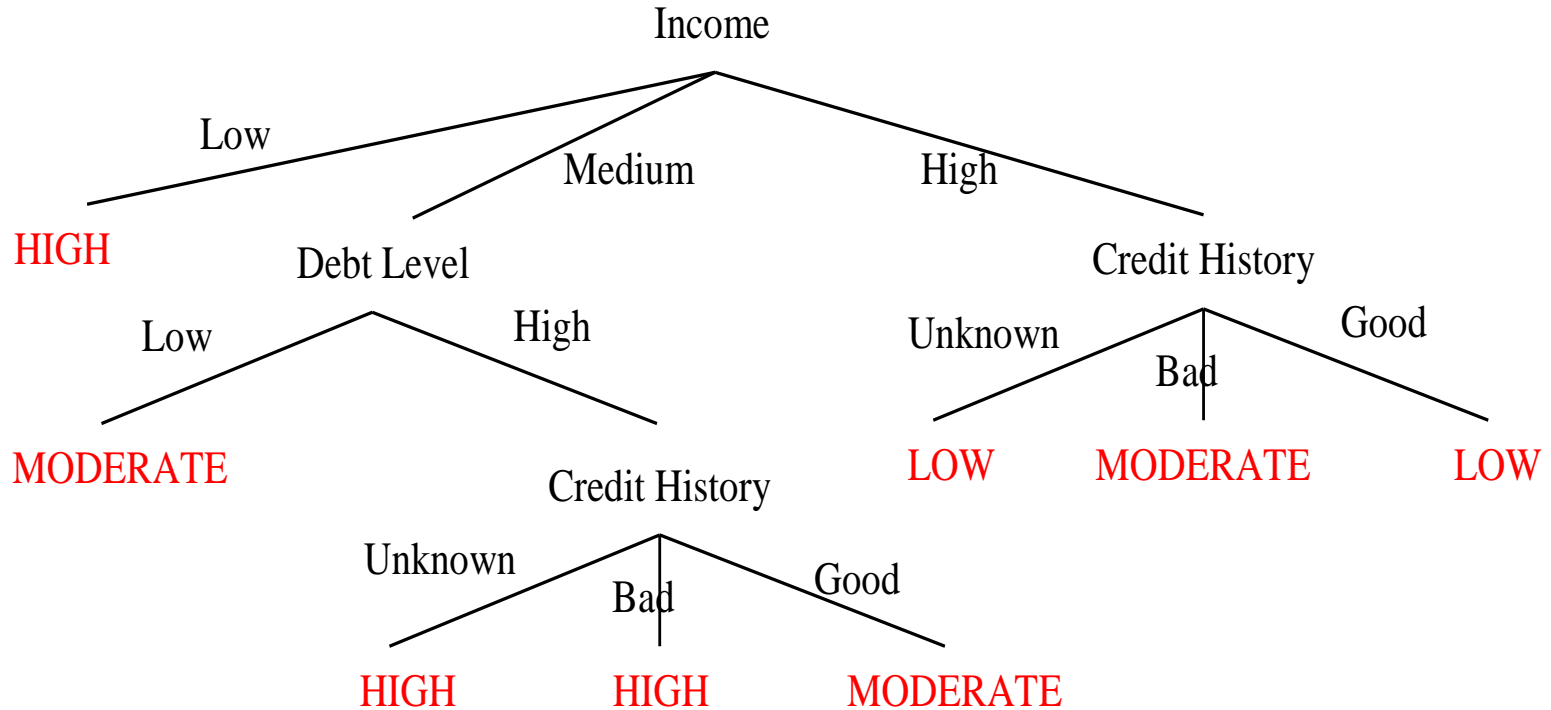 Income
Low
Medium
High
HIGH
Debt Level
Credit History
Low
High
Unknown
Bad
Good
MODERATE
LOW
MODERATE
LOW
Credit History
Unknown
Bad
Good
HIGH
HIGH
MODERATE